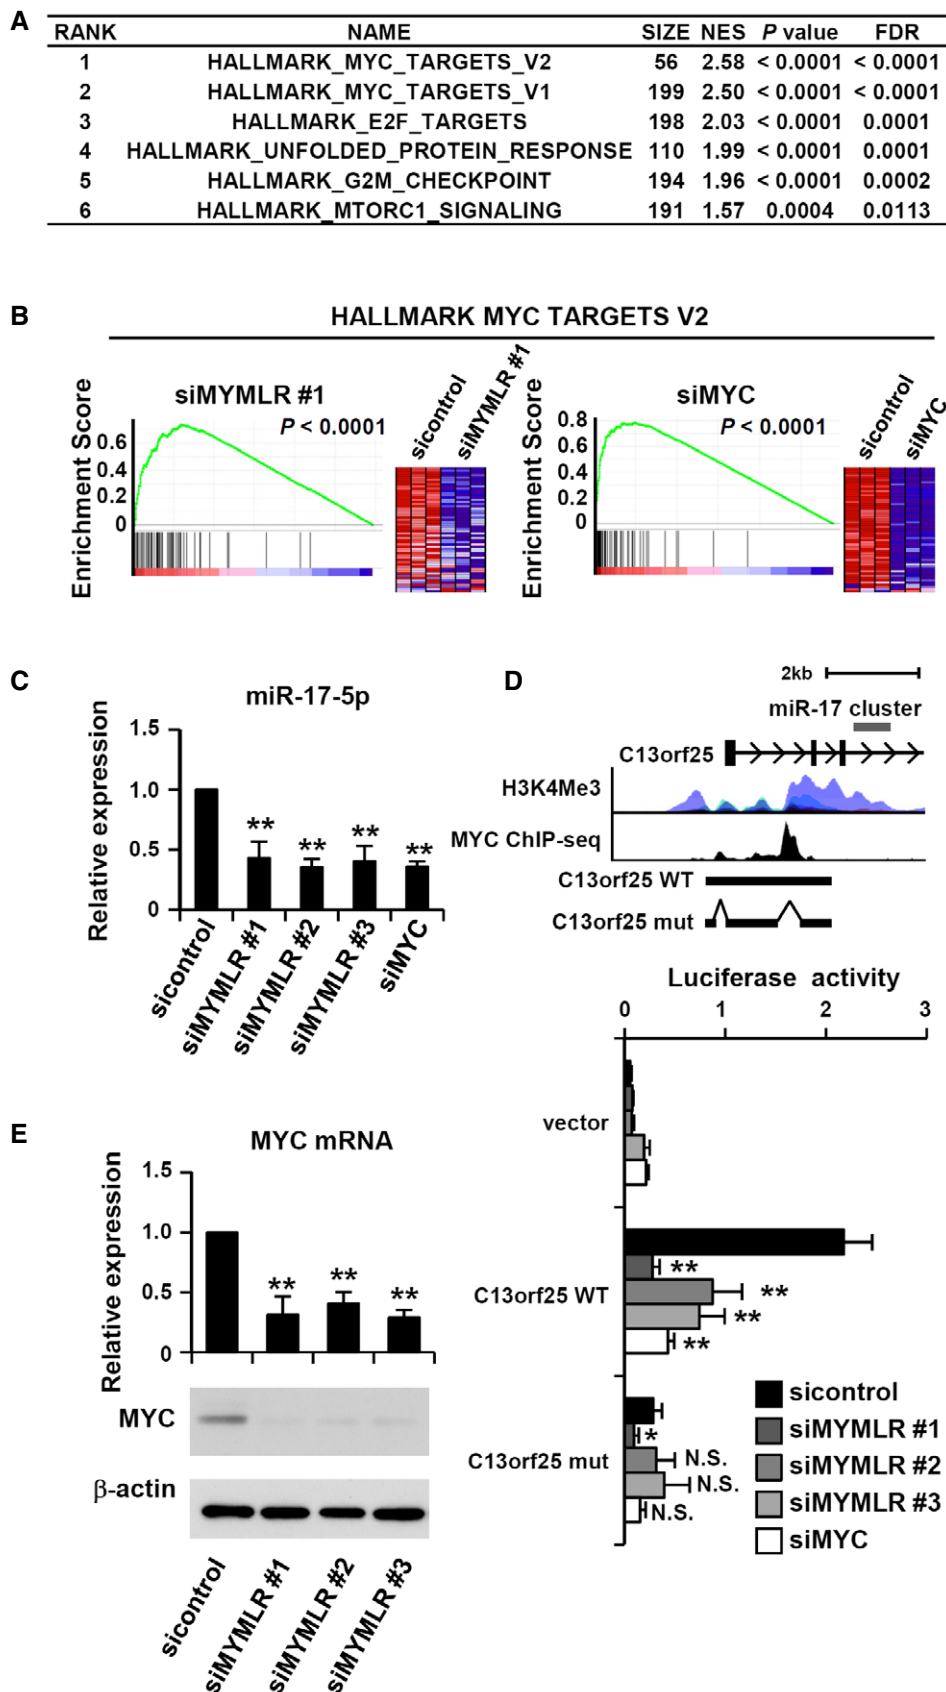 A
RANK NAME SIZE NES P value FDR
1 HALLMARK_MYC_TARGETS_V2 56 2.58 < 0.0001 < 0.0001
2 HALLMARK_MYC_TARGETS_V1 199 2.50 < 0.0001 < 0.0001
3 HALLMARK_E2F_TARGETS 198 2.03 < 0.0001 0.0001
4 HALLMARK_UNFOLDED_PROTEIN_RESPONSE 110 1.99 < 0.0001 0.0001
5 HALLMARK_G2M_CHECKPOINT 194 1.96 < 0.0001 0.0002
6 HALLMARK_MTORC1_SIGNALING 191 1.57 0.0004 0.0113
B
HALLMARK MYC TARGETS V2
siMYMLR #1
P < 0.0001
Enrichment Score
0.6
0.4
0.2
0
sicontrol
siMYMLR #1
siMYC
P < 0.0001
Enrichment Score
0.8
0.6
0.4
0.2
0
sicontrol
siMYC
C
miR-17-5p
Relative expression
1.5
1.0
0.5
0
**
**
**
**
sicontrol
siMYMLR #1
siMYMLR #2
siMYMLR #3
siMYC
D
2kb
miR-17 cluster
C13orf25
H3K4Me3
MYC ChIP-seq
C13orf25 WT
C13orf25 mut
Luciferase activity
0 1 2 3
vector
C13orf25 WT
**
**
**
**
C13orf25 mut
*
N.S.
N.S.
N.S.
sicontrol
siMYMLR #1
siMYMLR #2
siMYMLR #3
siMYC
E
MYC mRNA
Relative expression
1.5
1.0
0.5
0
**
**
**
MYC
β-actin
sicontrol
siMYMLR #1
siMYMLR #2
siMYMLR #3